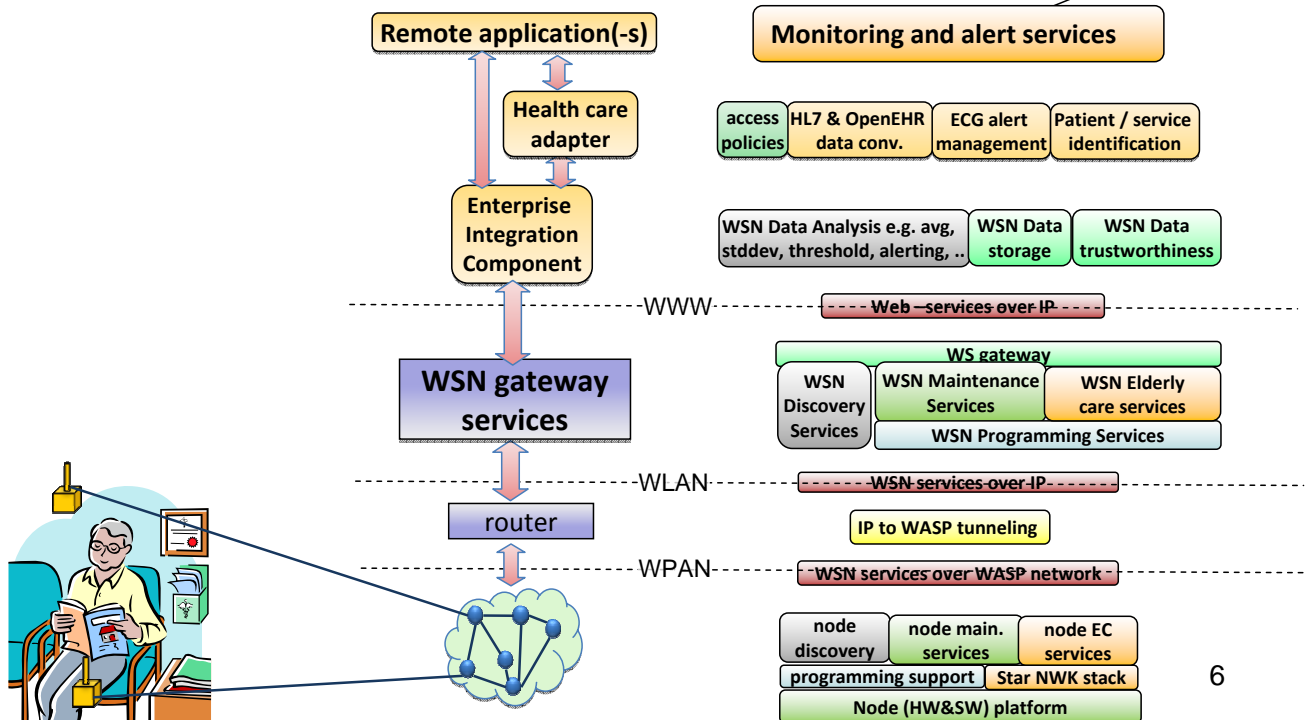 Remote application(-s)
Monitoring and alert services
Health care
adapter
access
policies
HL7 & OpenEHR
data conv.
ECG alert
management
Patient / service
identification
Enterprise
Integration
Component
WSN Data Analysis e.g. avg,
stddev, threshold, alerting, ..
WSN Data
storage
WSN Data
trustworthiness
WWW
Web –services over IP
WSN gateway
services
WS gateway
WSN
Discovery
Services
WSN Maintenance
Services
WSN Elderly
care services
WSN Programming Services
WLAN
WSN services over IP
router
IP to WASP tunneling
WPAN
WSN services over WASP network
node
discovery
node main.
services
node EC
services
programming support
Star NWK stack
Node (HW&SW) platform
6